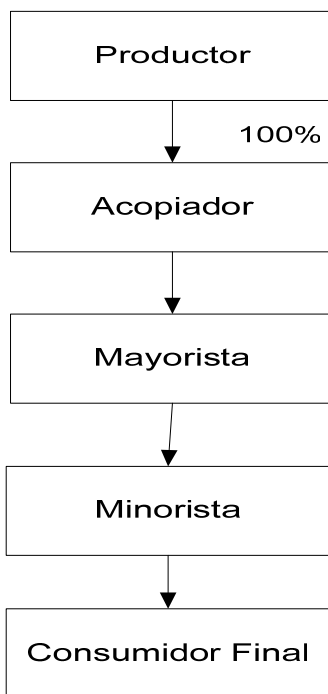 Productor
100%
Acopiador
Mayorista
Minorista
Consumidor Final